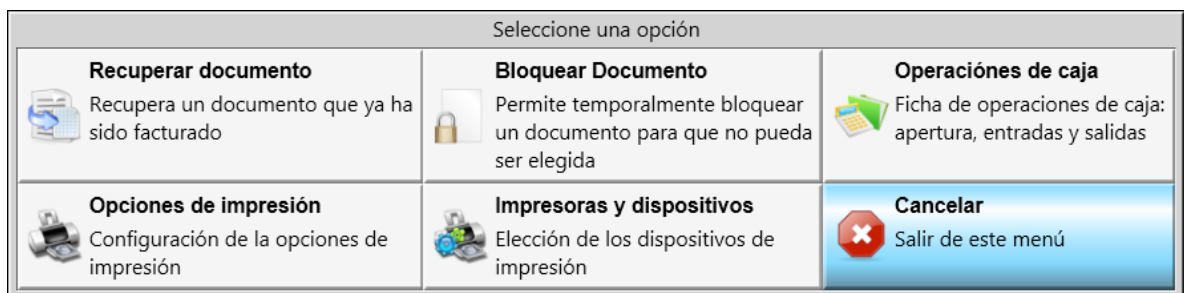 Seleccione una opción
Recuperar documento
Recupera un documento que ya ha
sido facturado
Bloquear Documento
Permite temporalmente bloquear
un documento para que no pueda
ser elegida
Operaciónes de caja
Ficha de operaciones de caja:
apertura, entradas y salidas
Opciones de impresión
Configuración de la opciones de
impresión
Impresoras y dispositivos
Elección de los dispositivos de
impresión
Cancelar
Salir de este menú